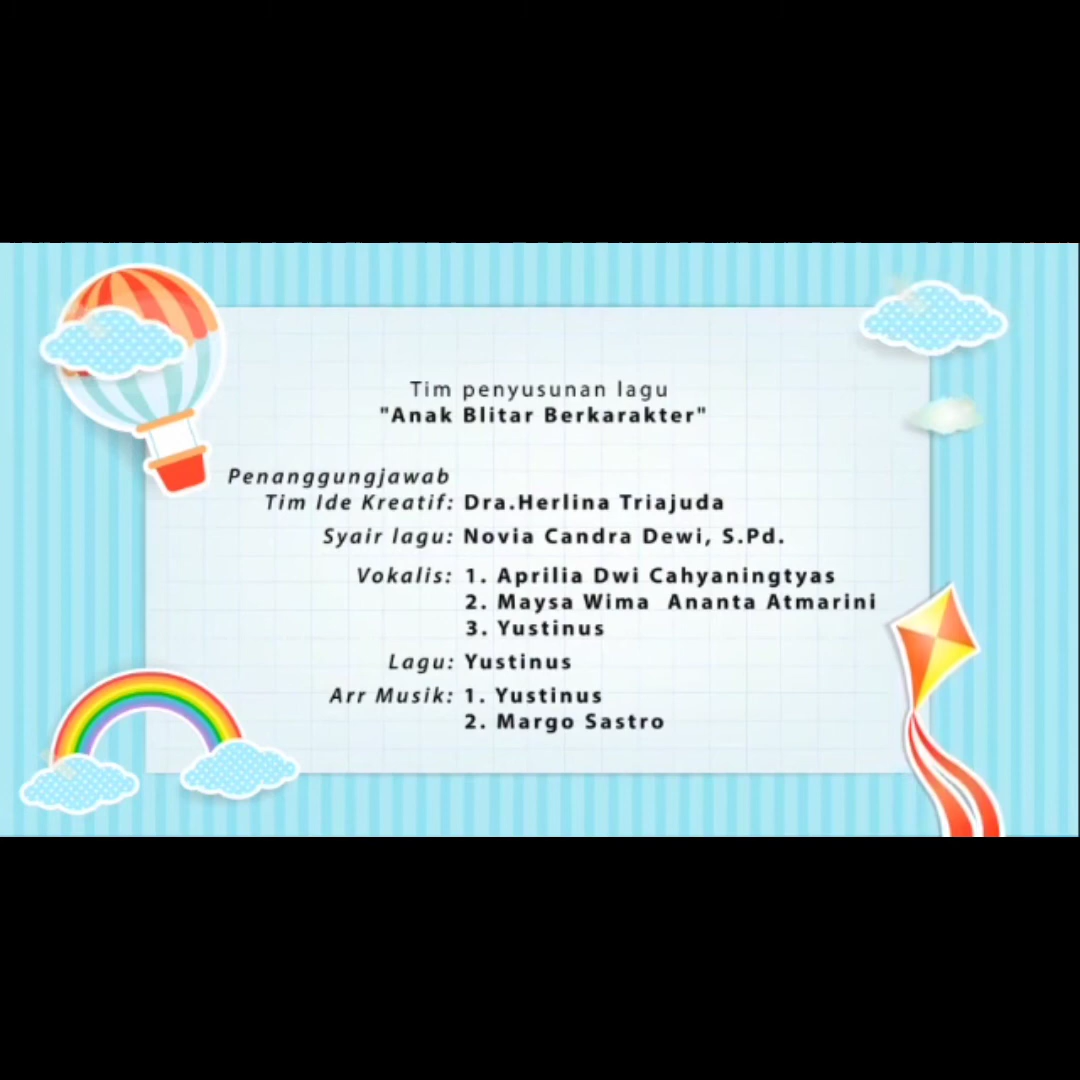 Tim penyusunan lagu
"Anak Blitar Berkarakter"
Penanggungjawab
Tim Ide Kreatif: Dra.Herlina Triajuda
Syair lagu: Novia Candra Dewi, S.Pd.
Vokalis: 1. Aprilia Dwi Cahyaningtyas
2. Maysa Wima Ananta Atmarini
3. Yustinus
Lagu: Yustinus
Arr Musik: 1. Yustinus
2. Margo Sastro